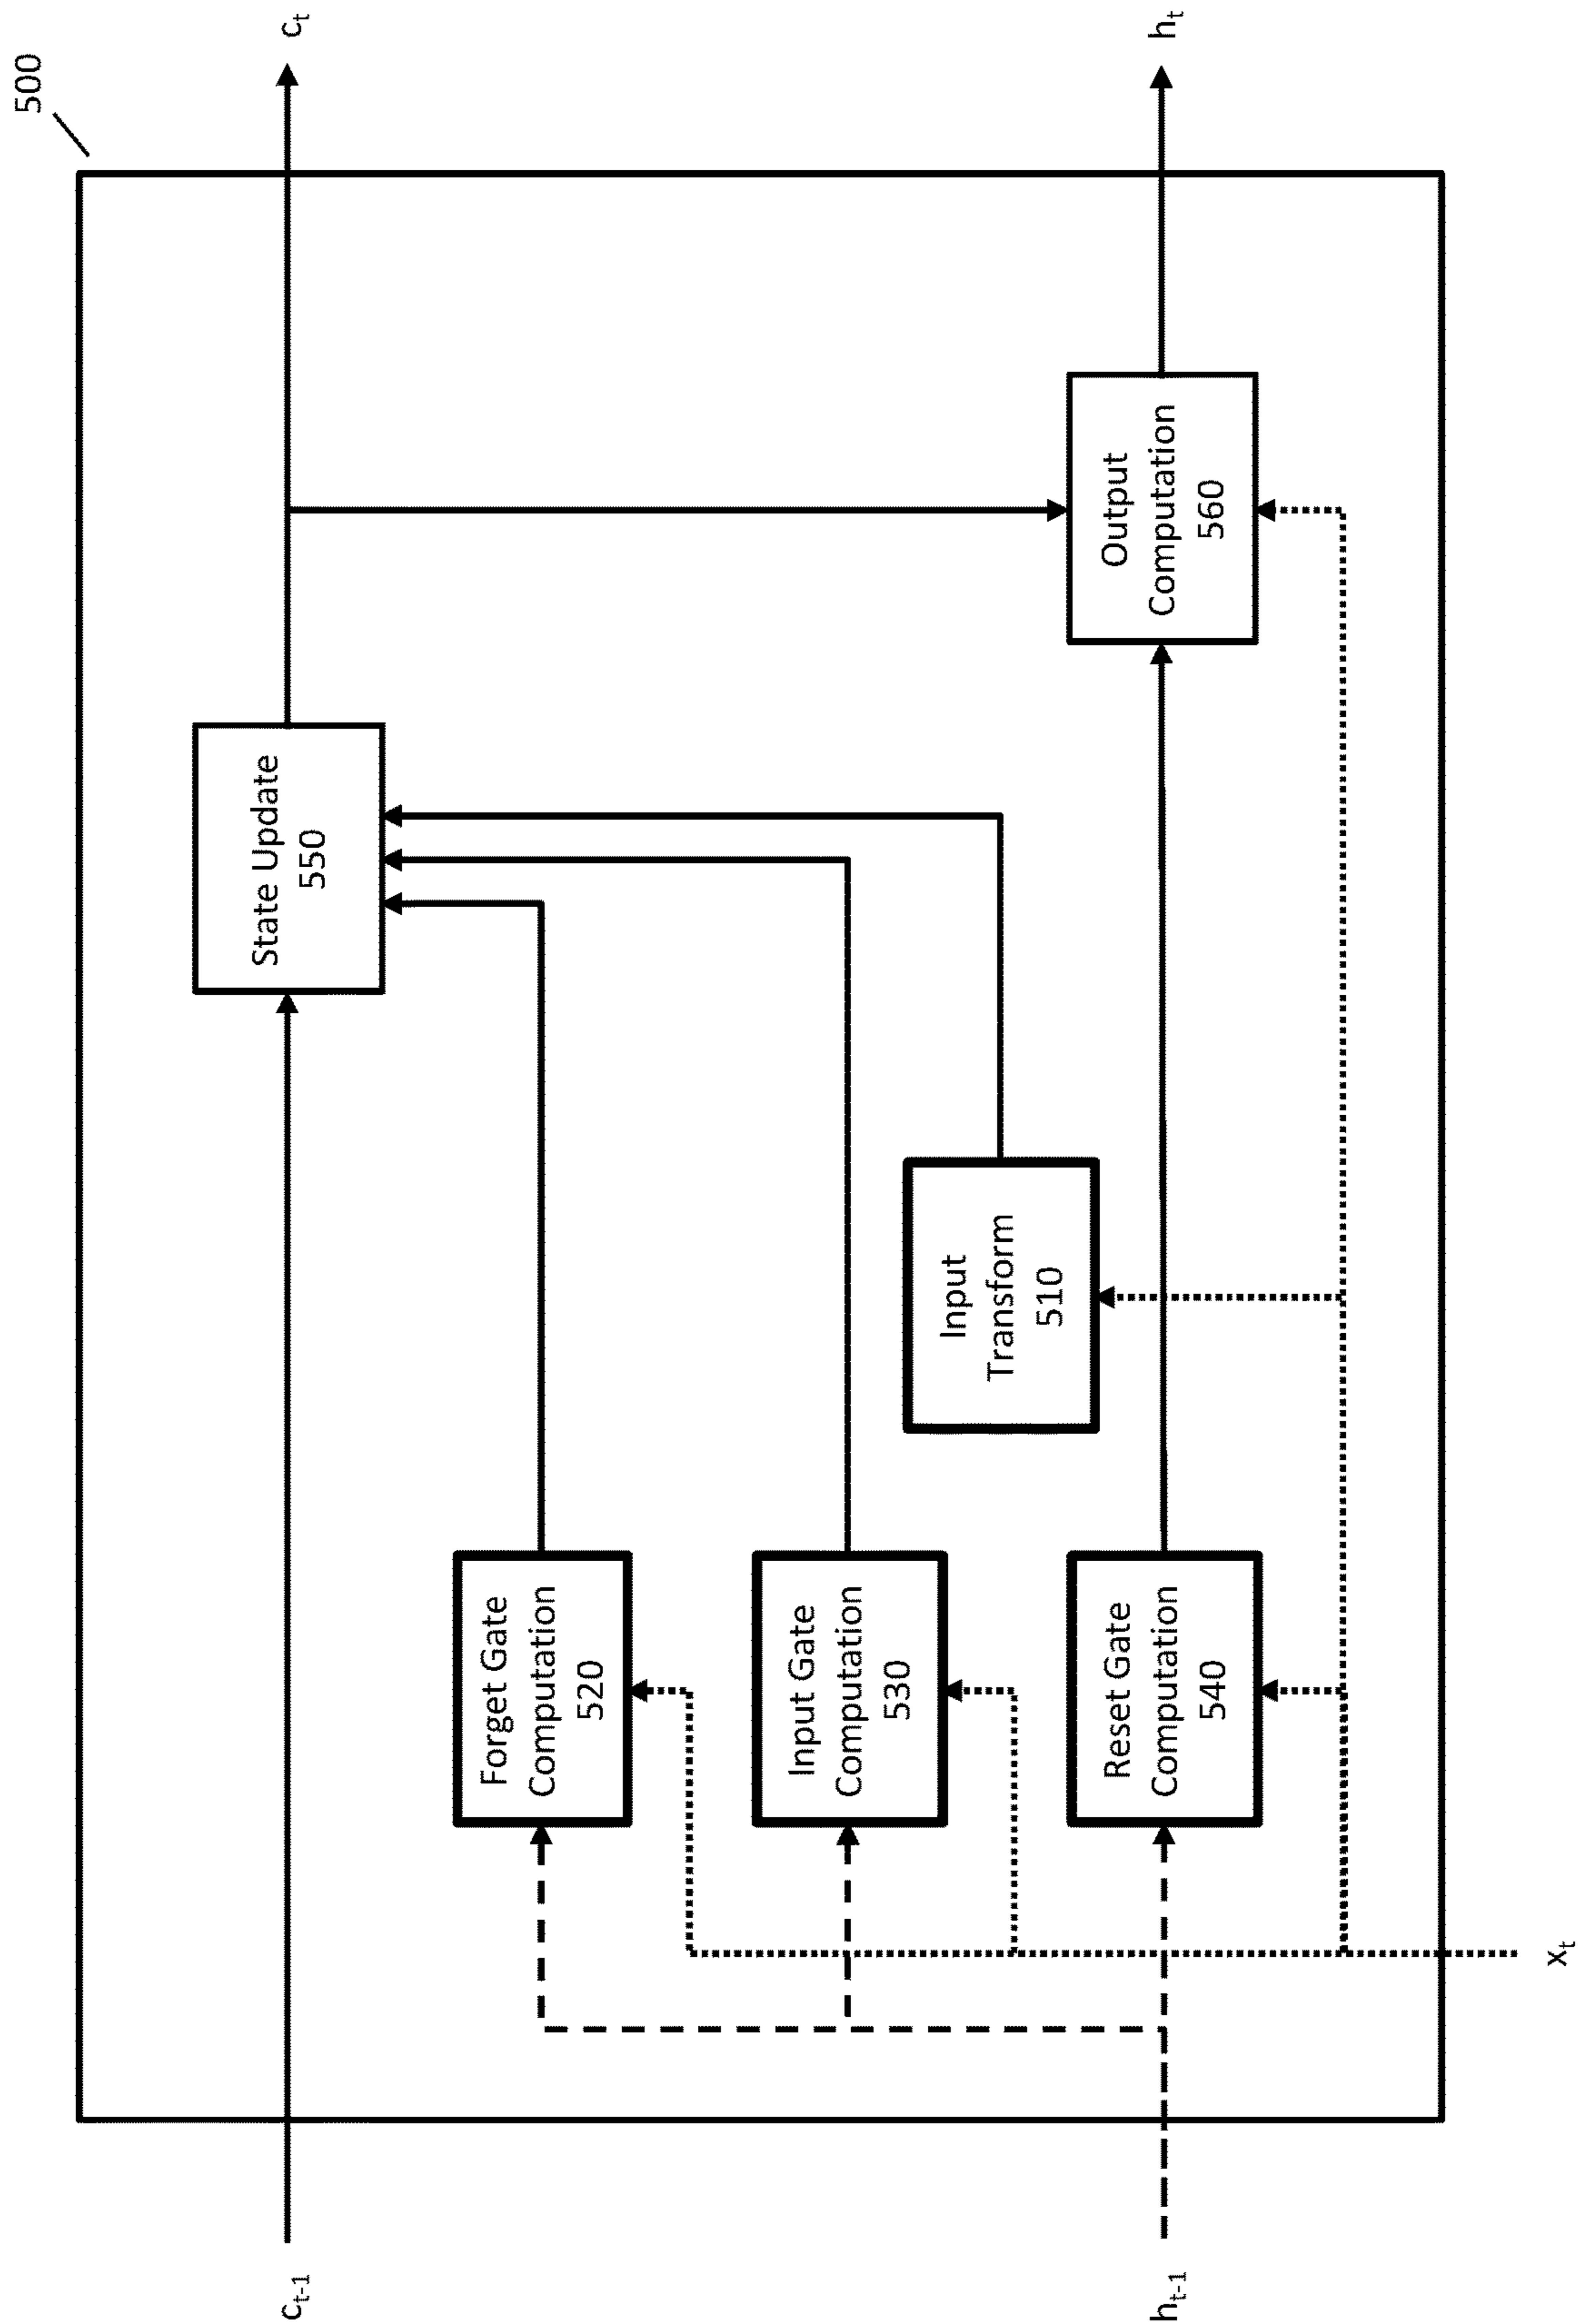 500
c_t-1
c_t
State Update
550
Forget Gate
Computation
520
Input Gate
Computation
530
Input
Transform
510
Reset Gate
Computation
540
Output
Computation
560
h_t-1
h_t
x_t